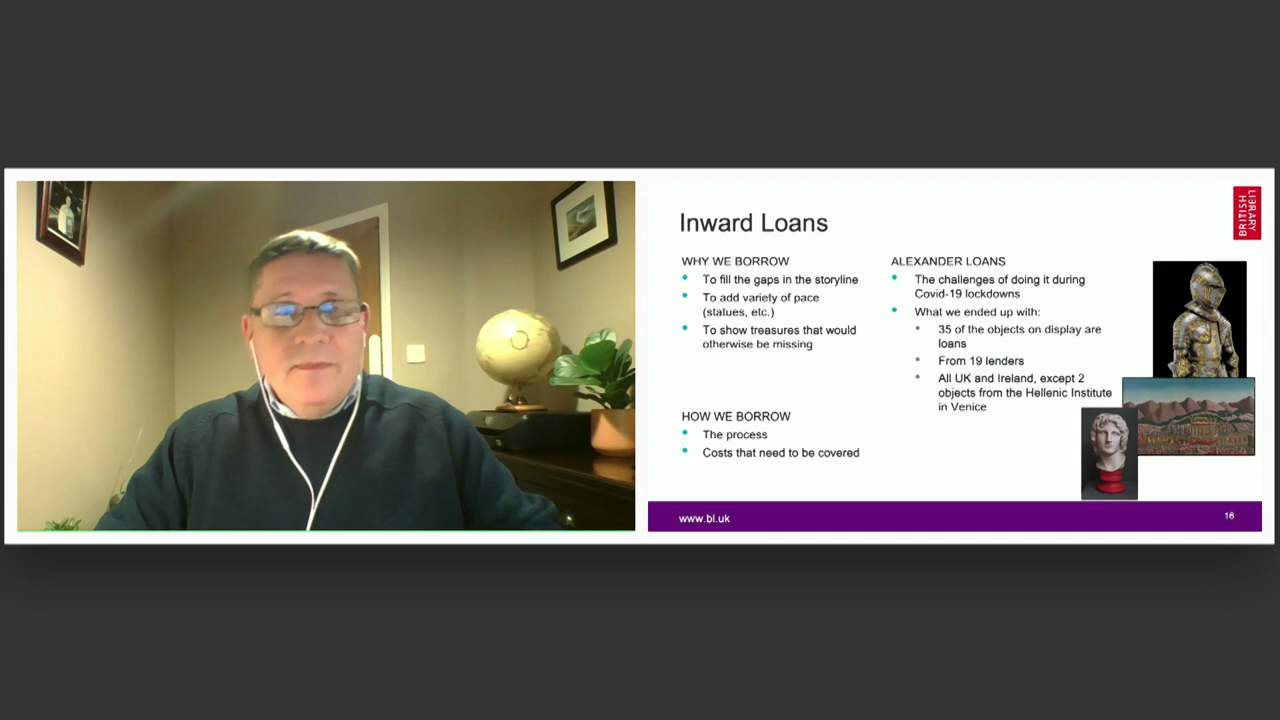 Inward Loans
WHY WE BORROW
To fill the gaps in the storyline
To add variety of pace
(statues, etc.)
To show treasures that would
otherwise be missing
HOW WE BORROW
The process
Costs that need to be covered
ALEXANDER LOANS
The challenges of doing it during
Covid-19 lockdowns
What we ended up with:
35 of the objects on display are
loans
From 19 lenders
All UK and Ireland, except 2
objects from the Hellenic Institute
in Venice
BRITISH
LIBRARY
www.bl.uk
16